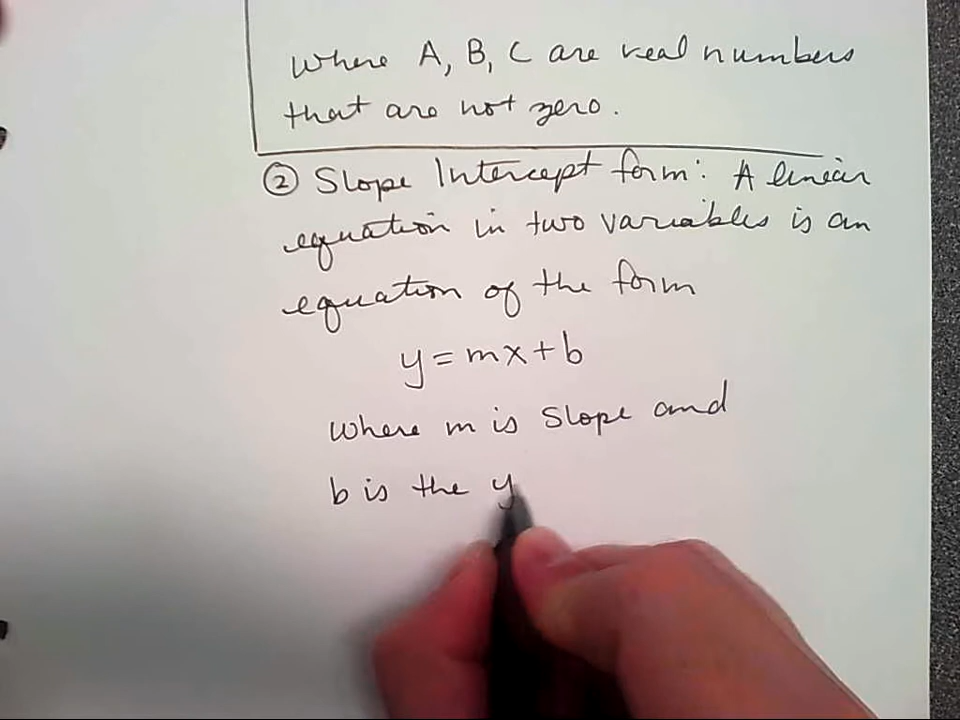 where A, B, C are real numbers
that are not zero.
② Slope Intercept form: A linear
equation in two variables is an
equation of the form
y = mx + b
where m is slope and
b is the y